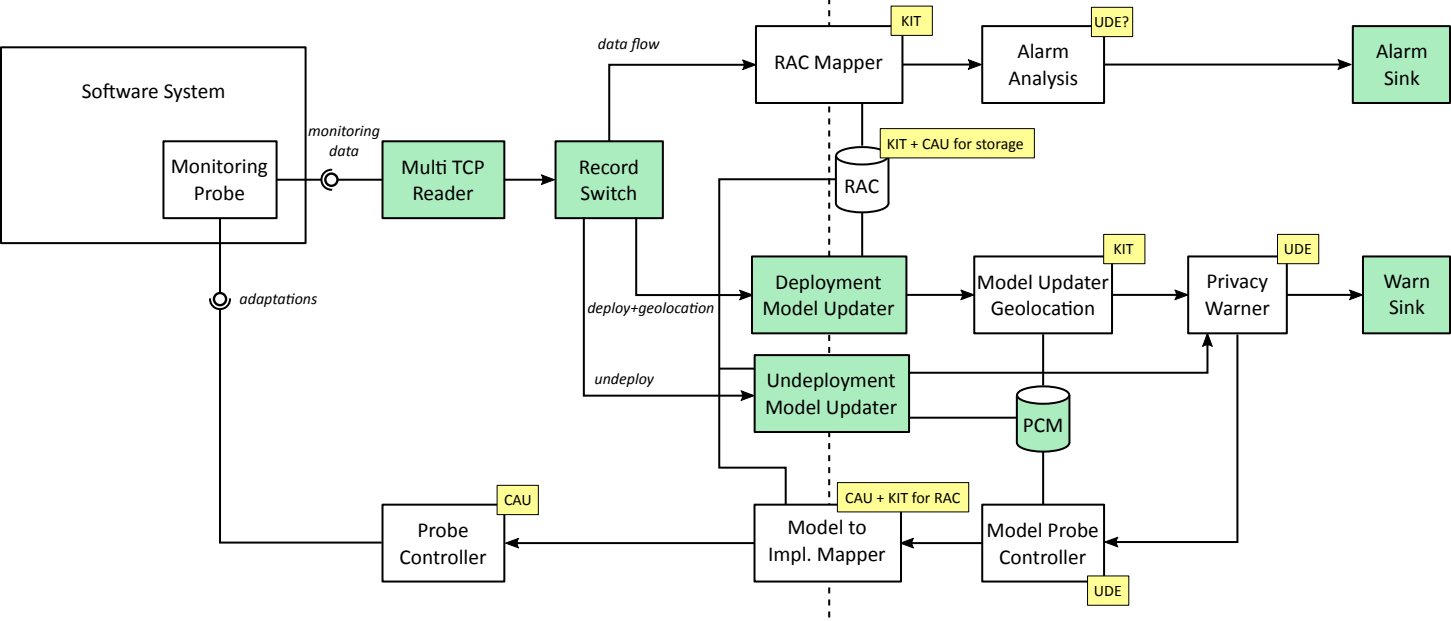 KIT
UDE?
data flow
RAC Mapper
Alarm
Analysis
Alarm
Sink
Software System
monitoring
data
KIT + CAU for storage
Monitoring
Probe
Multi TCP
Reader
Record
Switch
RAC
KIT
UDE
adaptations
deploy+geolocation
Deployment
Model Updater
Model Updater
Geolocation
Privacy
Warner
Warn
Sink
undeploy
Undeployment
Model Updater
PCM
CAU
CAU + KIT for RAC
Probe
Controller
Model to
Impl. Mapper
Model Probe
Controller
UDE